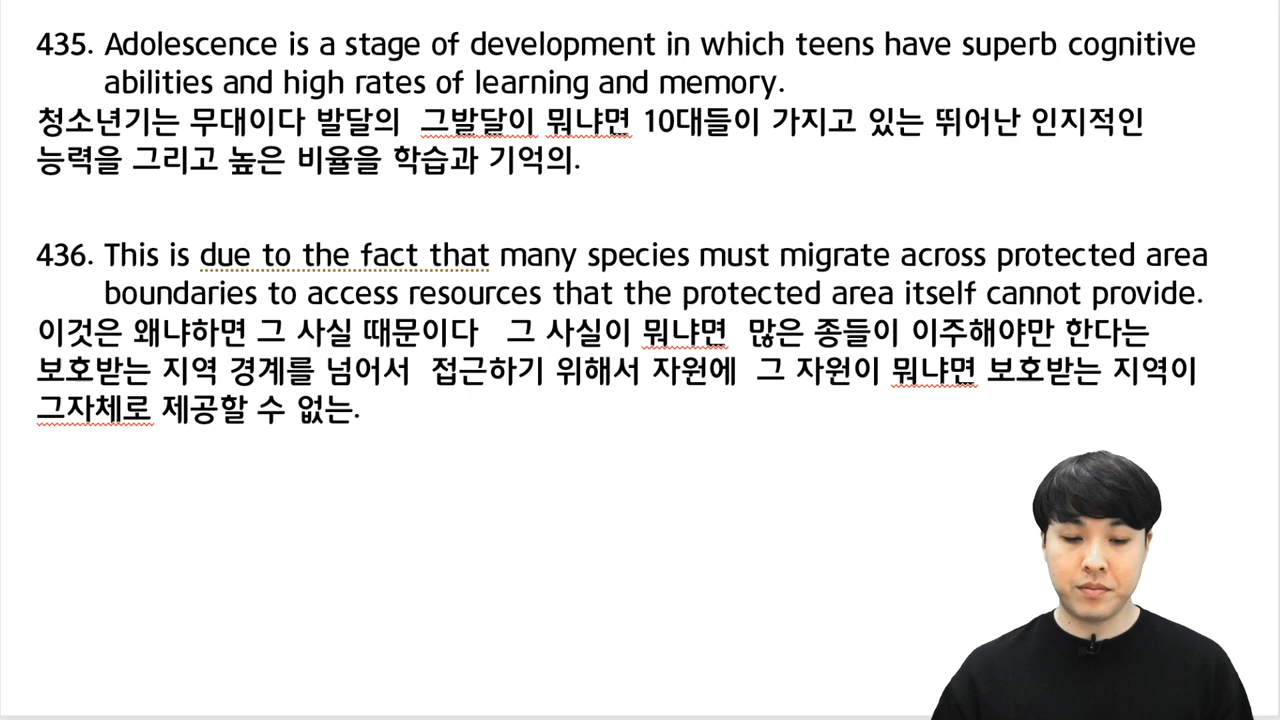 435. Adolescence is a stage of development in which teens have superb cognitive
abilities and high rates of learning and memory.
청소년기는 무대이다 발달의 그발달이 뭐냐면 10대들이 가지고 있는 뛰어난 인지적인
능력을 그리고 높은 비율을 학습과 기억의.
436. This is due to the fact that many species must migrate across protected area
boundaries to access resources that the protected area itself cannot provide.
이것은 왜냐하면 그 사실 때문이다 그 사실이 뭐냐면 많은 종들이 이주해야만 한다는
보호받는 지역 경계를 넘어서 접근하기 위해서 자원에 그 자원이 뭐냐면 보호받는 지역이
그자체로 제공할 수 없는.